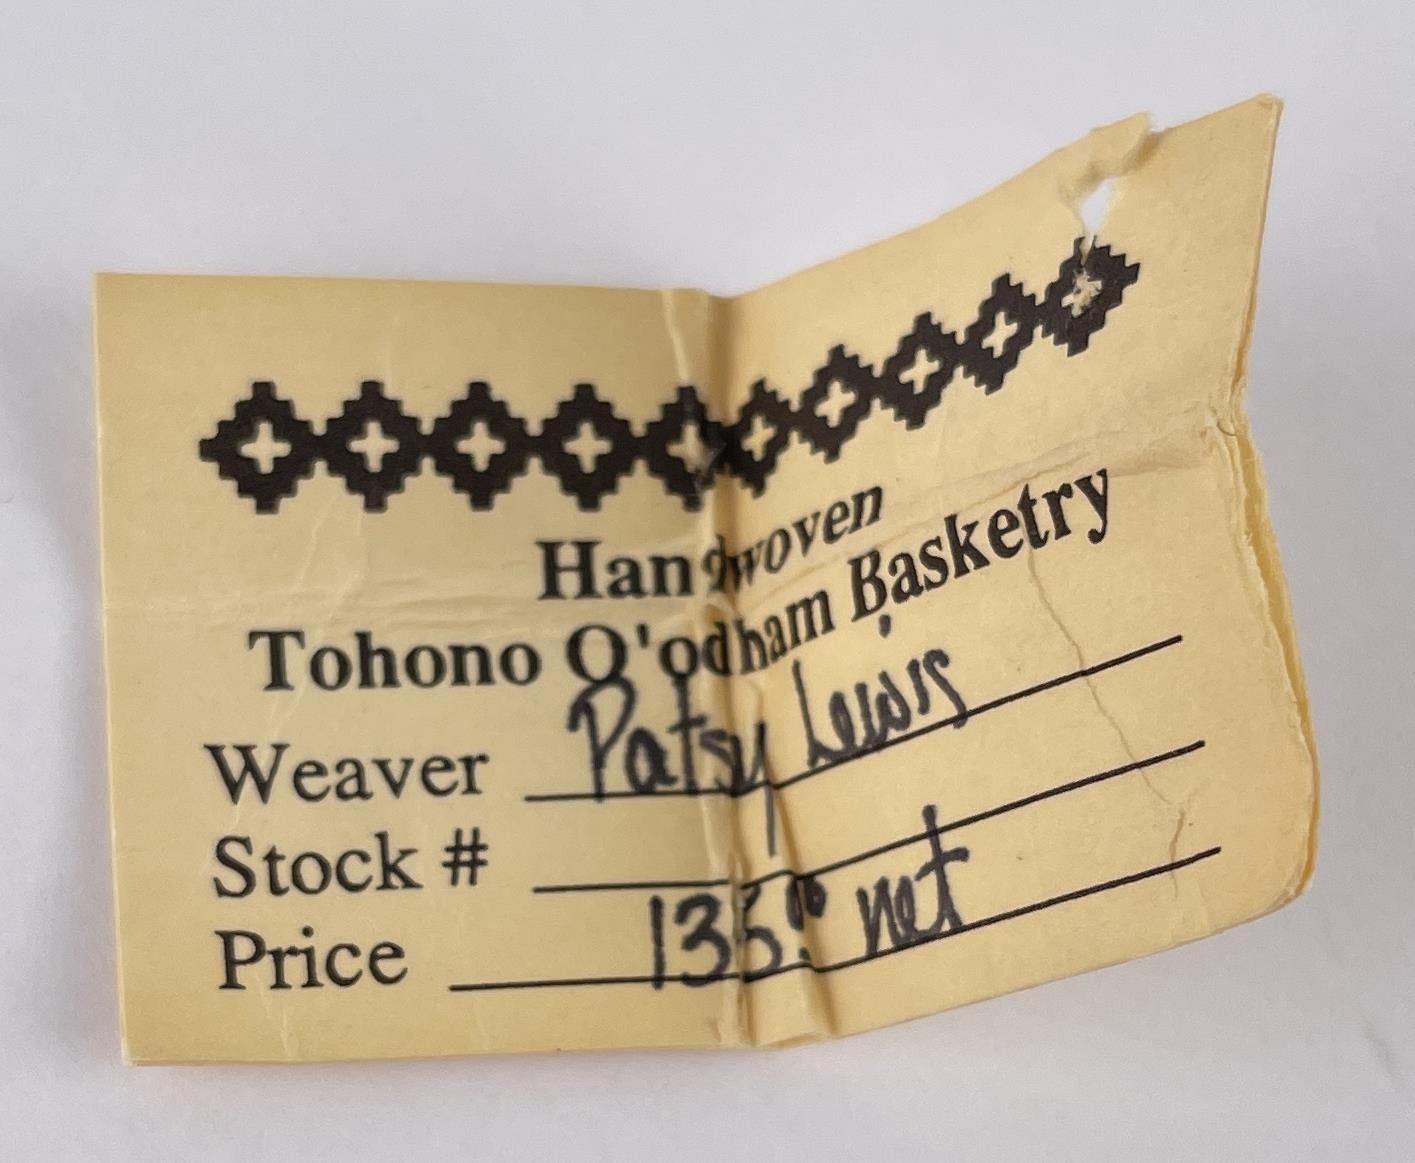 Handwoven
Tohono O'odham Basketry
Weaver Patsy Lewis
Stock #
Price 135.00 net